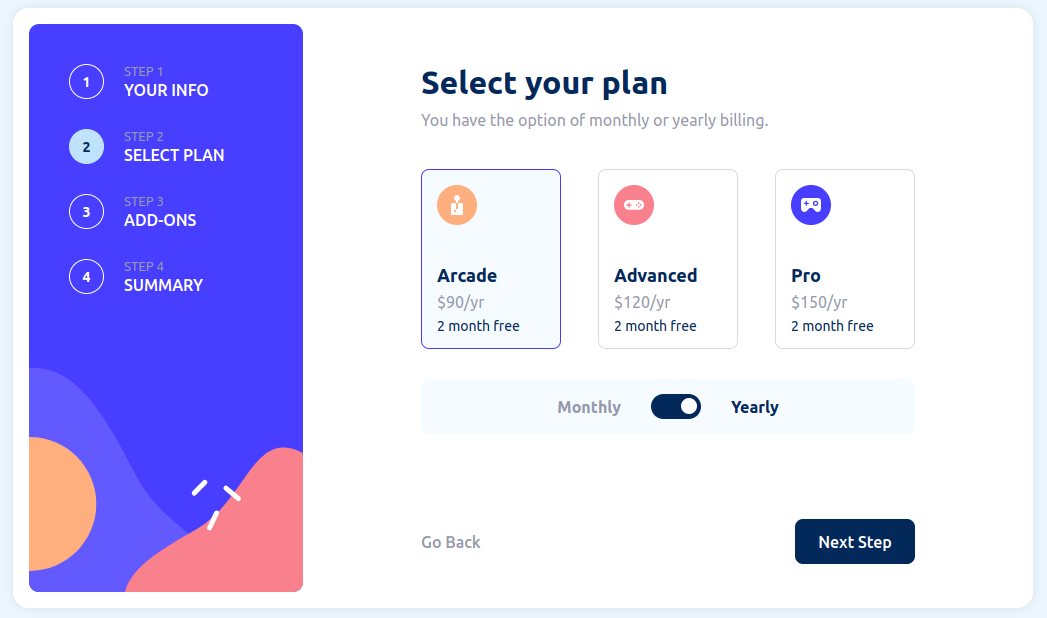 1
STEP 1
YOUR INFO
2
STEP 2
SELECT PLAN
3
STEP 3
ADD-ONS
4
STEP 4
SUMMARY
Select your plan
You have the option of monthly or yearly billing.
Arcade
$90/yr
2 month free
Advanced
$120/yr
2 month free
Pro
$150/yr
2 month free
Monthly Yearly
Go Back Next Step